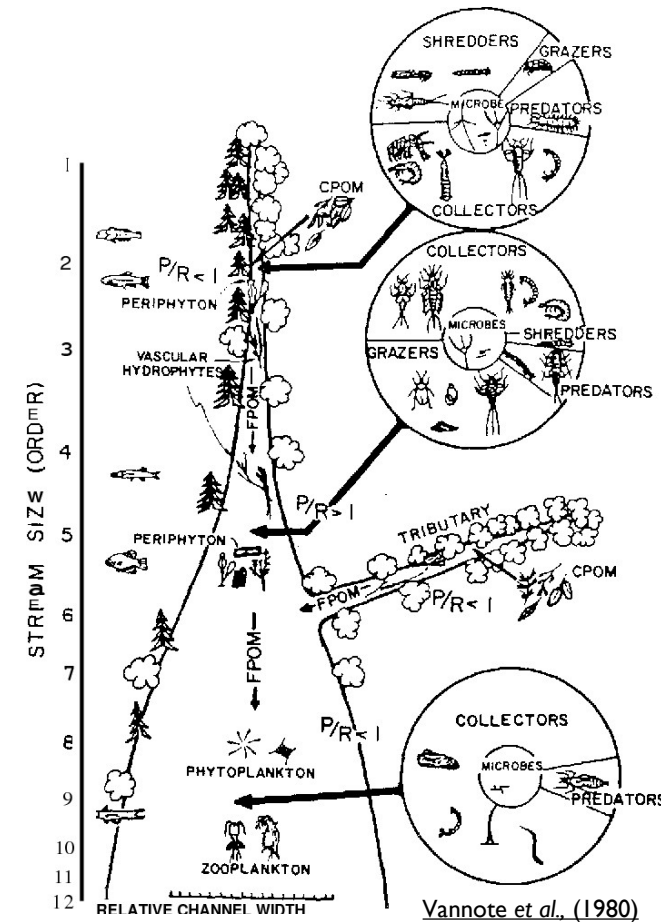 SHREDDERS
GRAZERS
MICROBE
PREDATORS
COLLECTORS
1
CPOM
2
P/R < 1
PERIPHYTON
COLLECTORS
MICROBES
SHREDDERS
GRAZERS
PREDATORS
3
VASCULAR
HYDROPHYTES
FPOM
4
STREAM SIZE (ORDER)
P/R > 1
5
PERIPHYTON
TRIBUTARY
CPOM
FPOM
P/R < 1
6
FPOM
7
P/R < 1
8
PHYTOPLANKTON
COLLECTORS
MICROBES
PREDATORS
9
10
ZOOPLANKTON
11
12
RELATIVE CHANNEL WIDTH
Vannote et al., (1980)